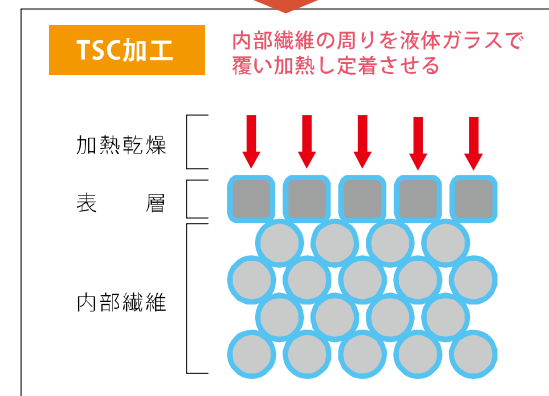 TSC加工
内部繊維の周りを液体ガラスで
覆い加熱し定着させる
加熱乾燥
表　層
内部繊維